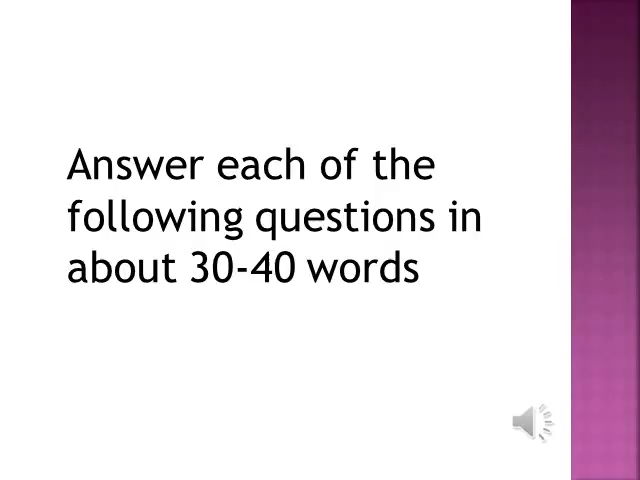 Answer each of the
following questions in
about 30-40 words